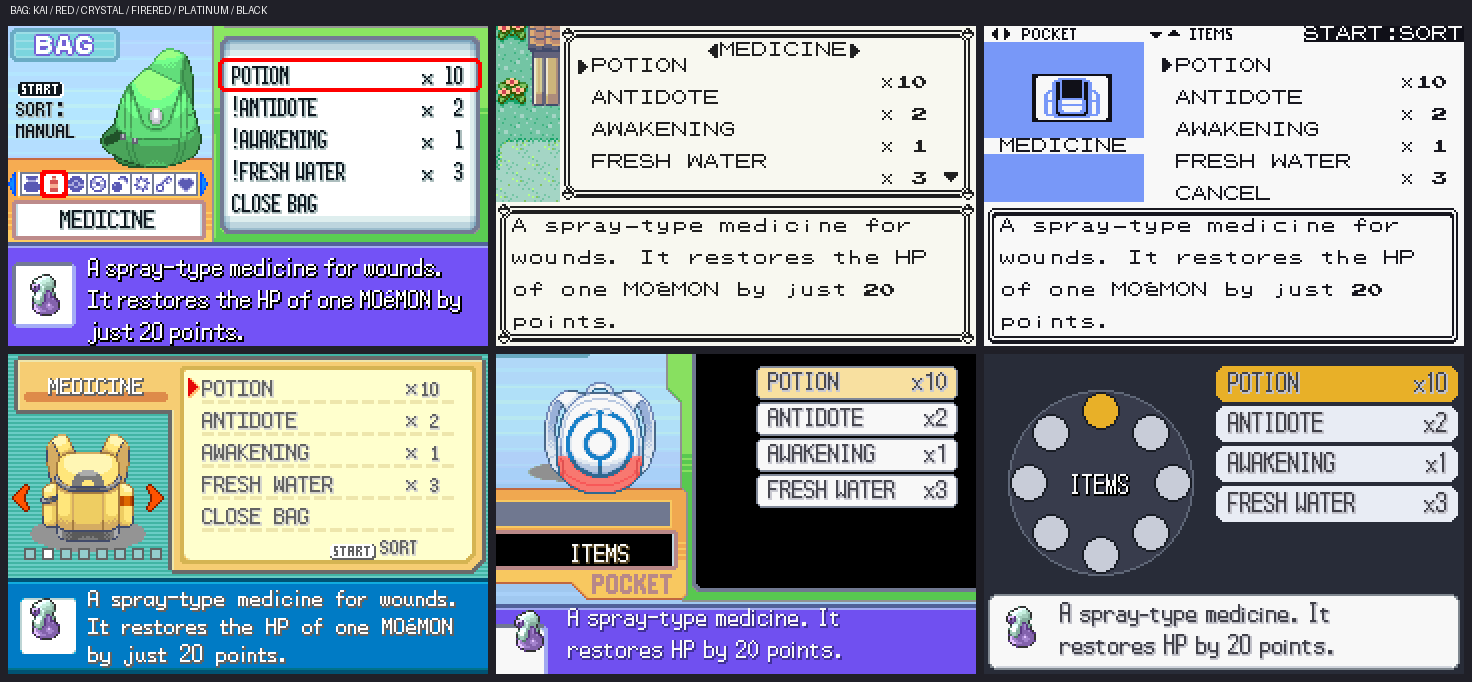 BAG: KAI / RED / CRYSTAL / FIRERED / PLATINUM / BLACK
BAG
START
SORT:
MANUAL
MEDICINE
POTION x 10
!ANTIDOTE x 2
!AWAKENING x 1
!FRESH WATER x 3
CLOSE BAG
A spray-type medicine for wounds.
It restores the HP of one MOéMON by
just 20 points.
MEDICINE
POTION
×10
ANTIDOTE
× 2
AWAKENING
× 1
FRESH WATER
× 3
A spray-type medicine for
wounds. It restores the HP
of one MOéMON by just 20
points.
POCKET ITEMS START:SORT
MEDICINE
POTION
×10
ANTIDOTE
× 2
AWAKENING
× 1
FRESH WATER
× 3
CANCEL
A spray-type medicine for
wounds. It restores the HP
of one MOéMON by just 20
points.
MEDICINE
POTION ×10
ANTIDOTE × 2
AWAKENING × 1
FRESH WATER × 3
CLOSE BAG
START SORT
A spray-type medicine for wounds.
It restores the HP of one MOéMON
by just 20 points.
POTION x10
ANTIDOTE x2
AWAKENING x1
FRESH WATER x3
ITEMS
POCKET
A spray-type medicine. It
restores HP by 20 points.
ITEMS
POTION x10
ANTIDOTE x2
AWAKENING x1
FRESH WATER x3
A spray-type medicine. It
restores HP by 20 points.